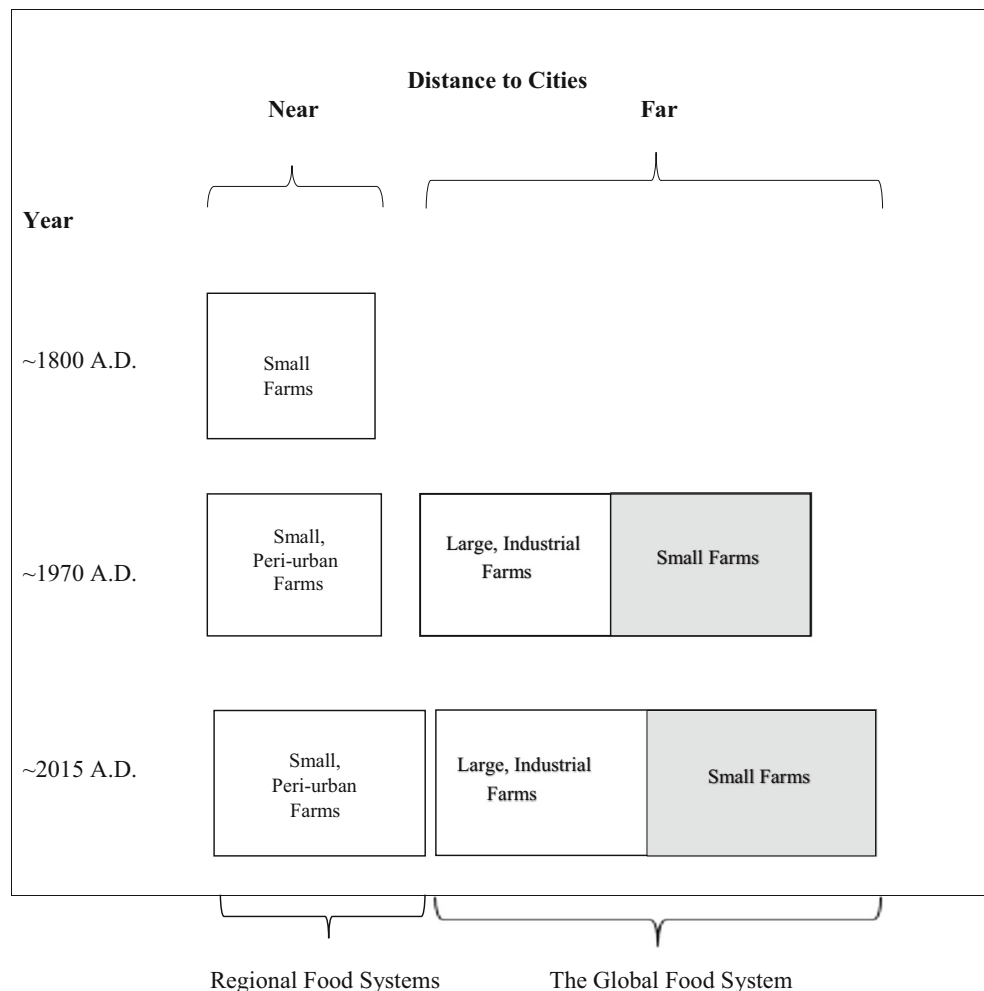 Distance to Cities
Near Far
Year
~1800 A.D.
Small
Farms
~1970 A.D.
Small,
Peri-urban
Farms
Large, Industrial
Farms
Small Farms
~2015 A.D.
Small,
Peri-urban
Farms
Large, Industrial
Farms
Small Farms
Regional Food Systems The Global Food System